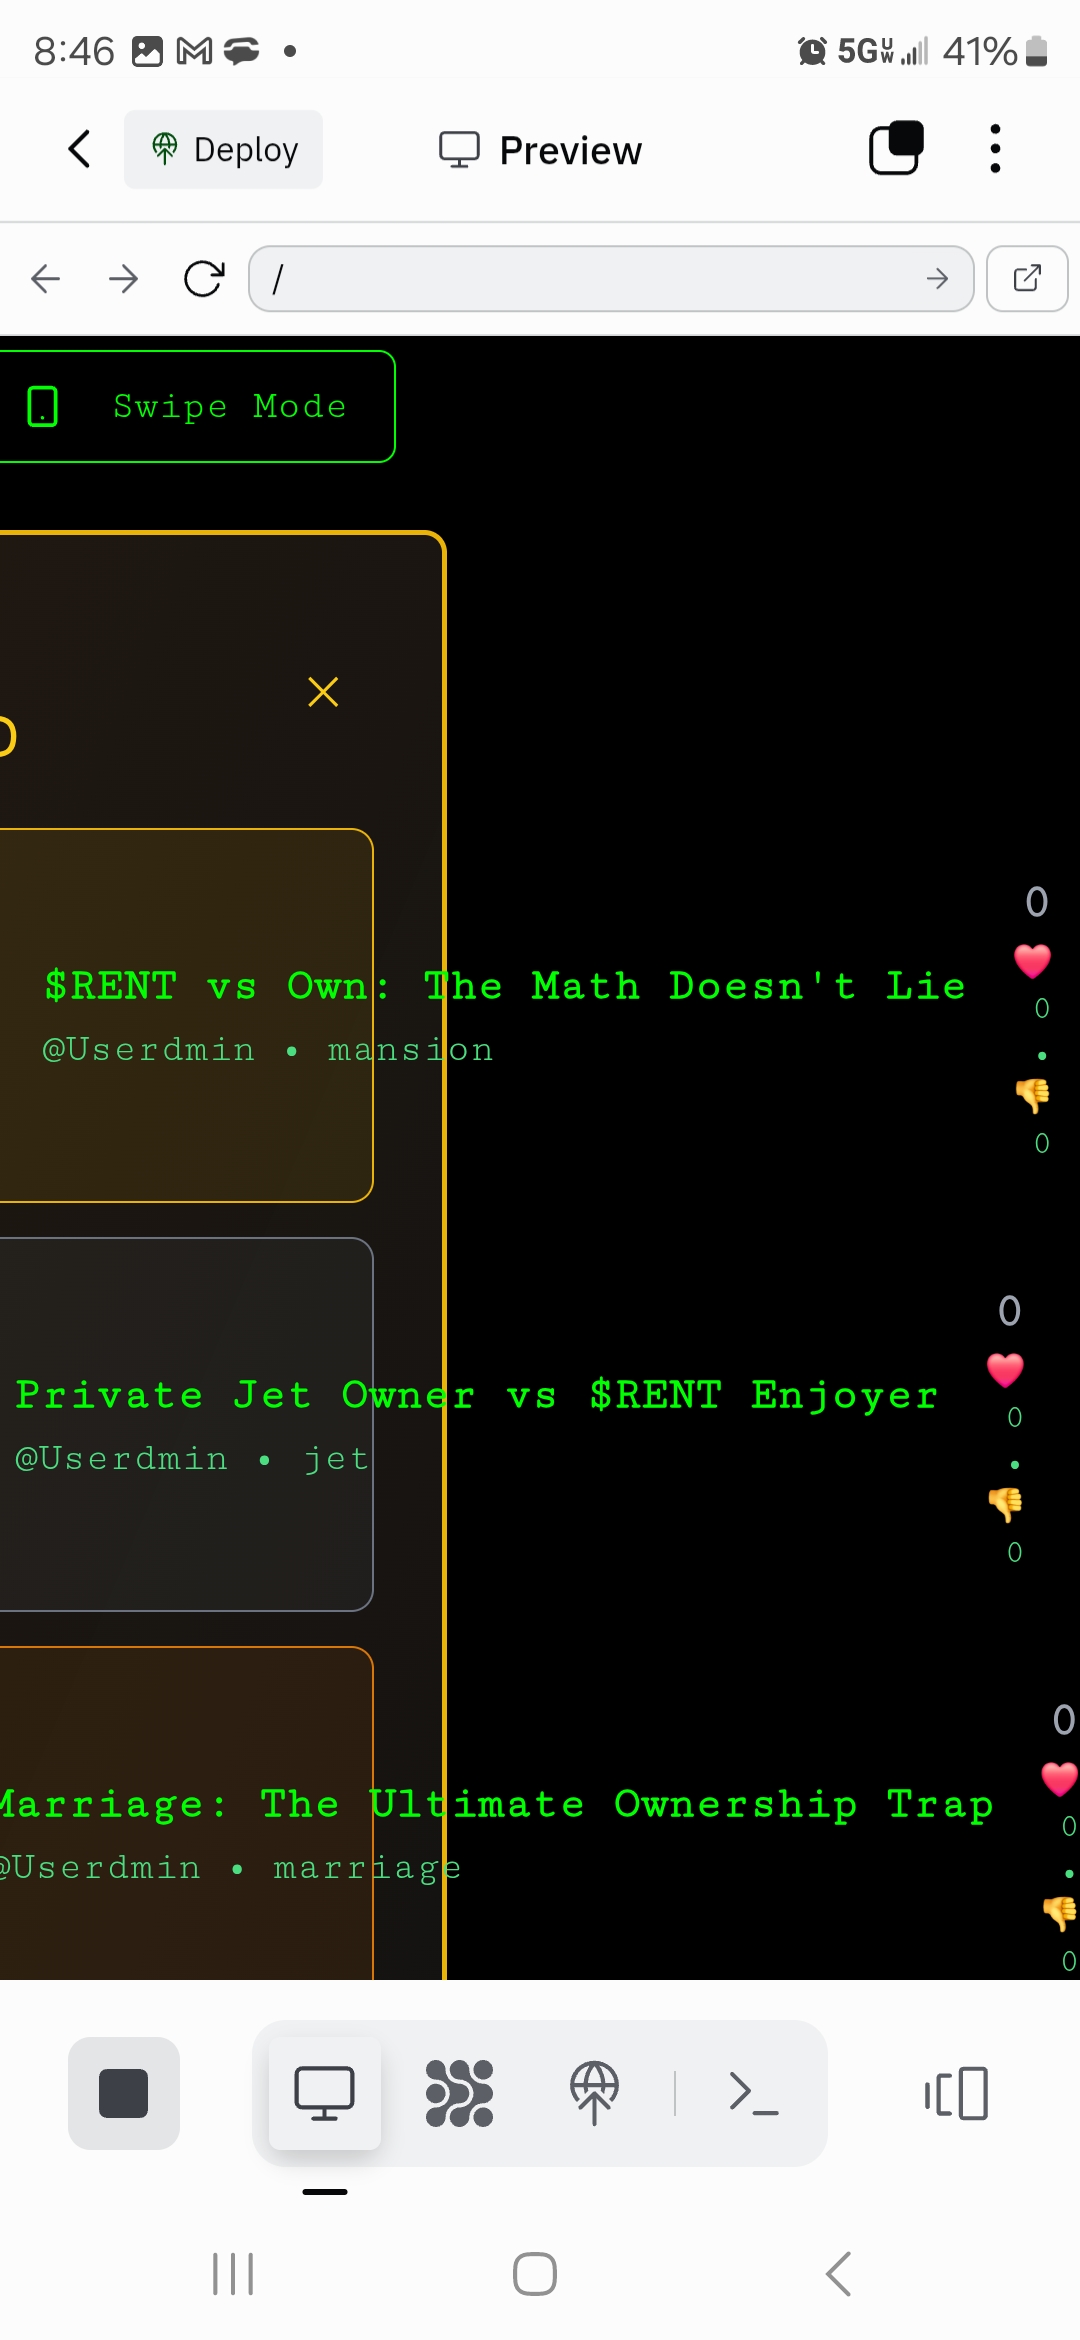 8:46
5G UW 41%
Deploy
Preview
/
Swipe Mode
0
$RENT vs Own: The Math Doesn't Lie
0
@Userdmin • mansion
•
0
0
Private Jet Owner vs $RENT Enjoyer
0
@Userdmin • jet
•
0
0
Marriage: The Ultimate Ownership Trap
0
@Userdmin • marriage
•
0